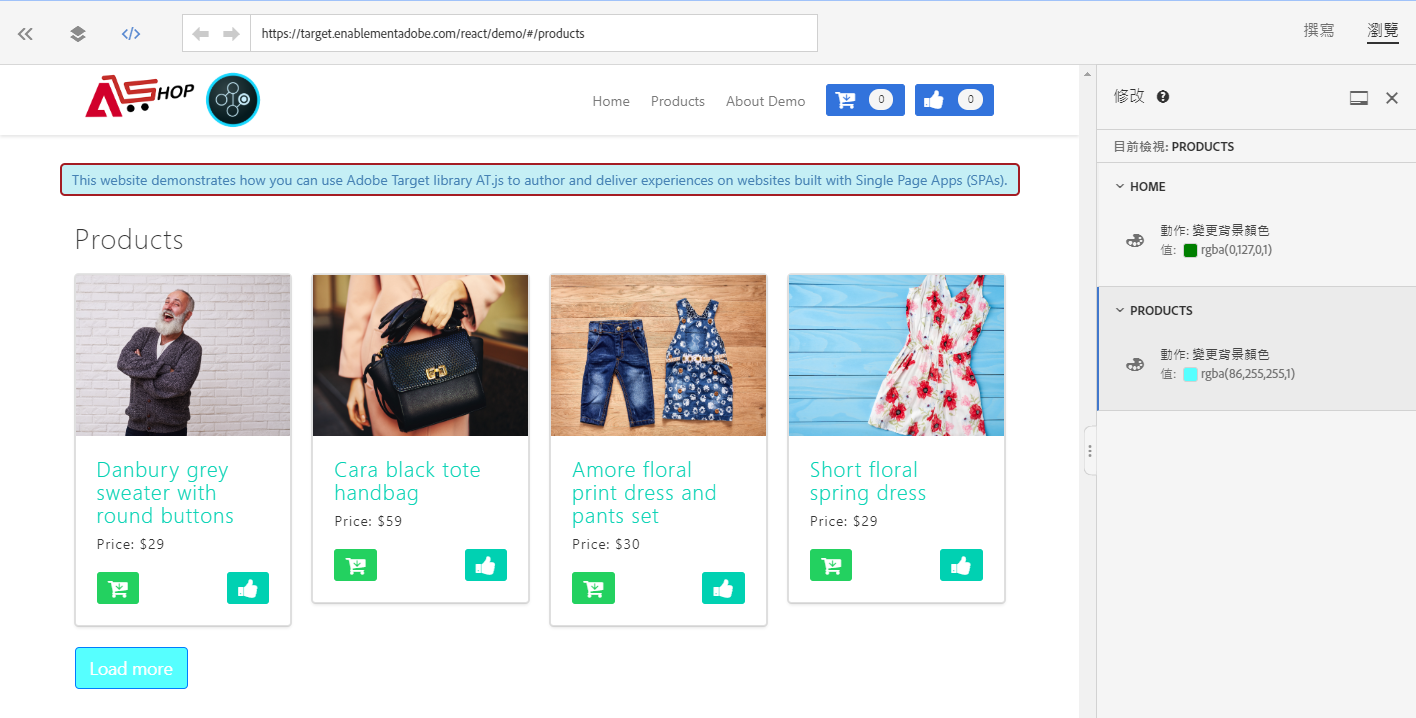 https://target.enablementadobe.com/react/demo/#/products
撰寫
瀏覽
ASHOP
Home
Products
About Demo
0
0
This website demonstrates how you can use Adobe Target library AT.js to author and deliver experiences on websites built with Single Page Apps (SPAs).
Products
Danbury grey
sweater with
round buttons
Price: $29
Cara black tote
handbag
Price: $59
Amore floral
print dress and
pants set
Price: $30
Short floral
spring dress
Price: $29
Load more
修改
目前檢視: PRODUCTS
HOME
動作: 變更背景顏色
值: rgba(0,127,0,1)
PRODUCTS
動作: 變更背景顏色
值: rgba(86,255,255,1)